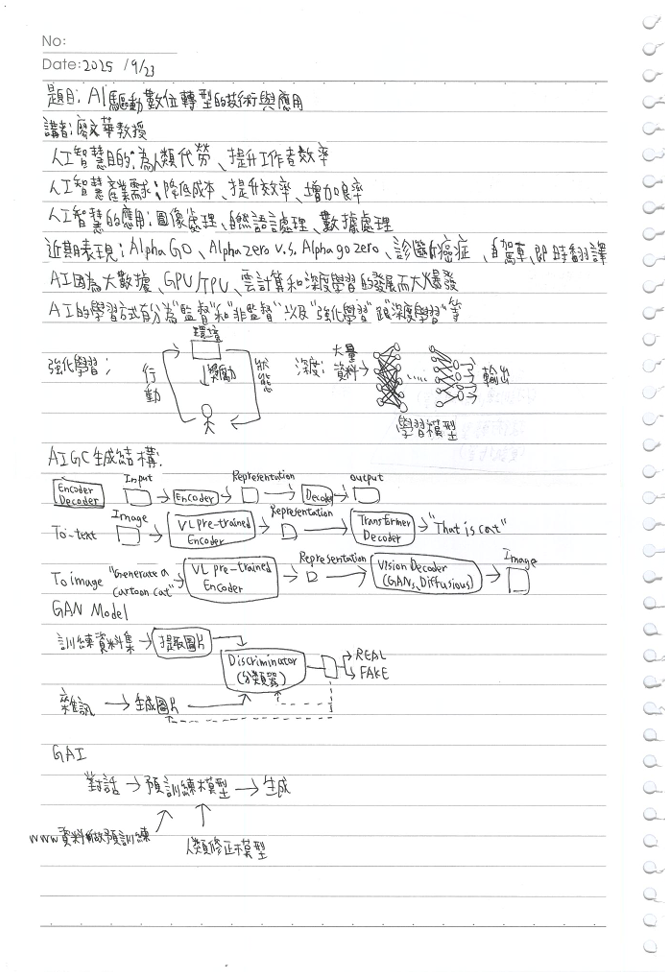 No:
Date: 2025 /9/23
題目: AI驅動數位轉型的技術與應用
講者: 廖文華教授
人工智慧目的: 為人類代勞、提升工作者效率
人工智慧產業需求: 降低成本、提升效率、增加良率
人工智慧的應用: 圖像處理、自然語言處理、數據處理
近期表現: Alpha GO、Alpha zero v.s. Alpha go zero、診斷癌症、自駕車、即時翻譯
AI因為大數據、GPU/TPU、雲計算和深度學習的發展而大爆發
AI的學習方式有分為"監督"和"非監督"以及"強化學習"跟"深度學習"等
強化學習:
環境
行動
獎勵
狀態
深度:
大量資料→
.....
輸出
學習模型
AIGC生成結構:
Encoder Decoder
Input
Encoder
Representation
Decoder
output
To-text
Image
VL pre-trained Encoder
Representation
Transformer Decoder
"That is cat"
To image
"Generate a cartoon cat"
VL pre-trained Encoder
Representation
Vision Decoder (GANs, Diffusious)
Image
GAN Model
訓練資料集→提取圖片
Discriminator (分類器)
REAL
FAKE
雜訊→生成圖片
GAI
對話→預訓練模型→生成
www資料做預訓練
人類修正模型